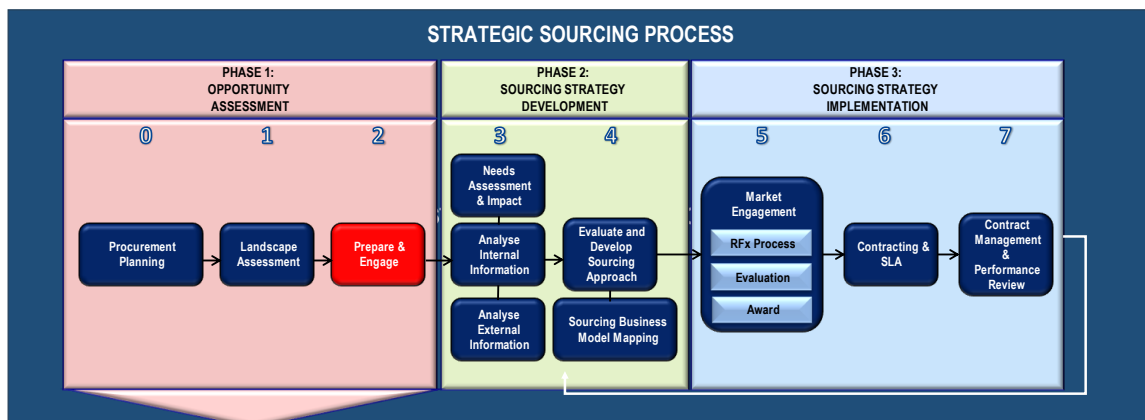 STRATEGIC SOURCING PROCESS
PHASE 1:
OPPORTUNITY
ASSESSMENT
PHASE 2:
SOURCING STRATEGY
DEVELOPMENT
PHASE 3:
SOURCING STRATEGY
IMPLEMENTATION
0
1
2
3
4
5
6
7
Procurement
Planning
Landscape
Assessment
Prepare &
Engage
Needs
Assessment
& Impact
Analyse
Internal
Information
Analyse
External
Information
Evaluate and
Develop
Sourcing
Approach
Sourcing Business
Model Mapping
Market
Engagement
RFx Process
Evaluation
Award
Contracting &
SLA
Contract
Management
&
Performance
Review